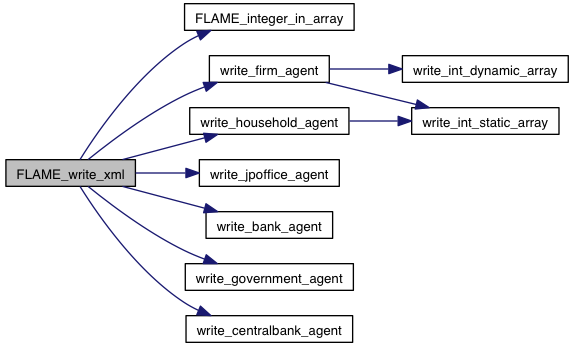 FLAME_integer_in_array
write_firm_agent
write_int_dynamic_array
write_household_agent
write_int_static_array
FLAME_write_xml
write_jpoffice_agent
write_bank_agent
write_government_agent
write_centralbank_agent